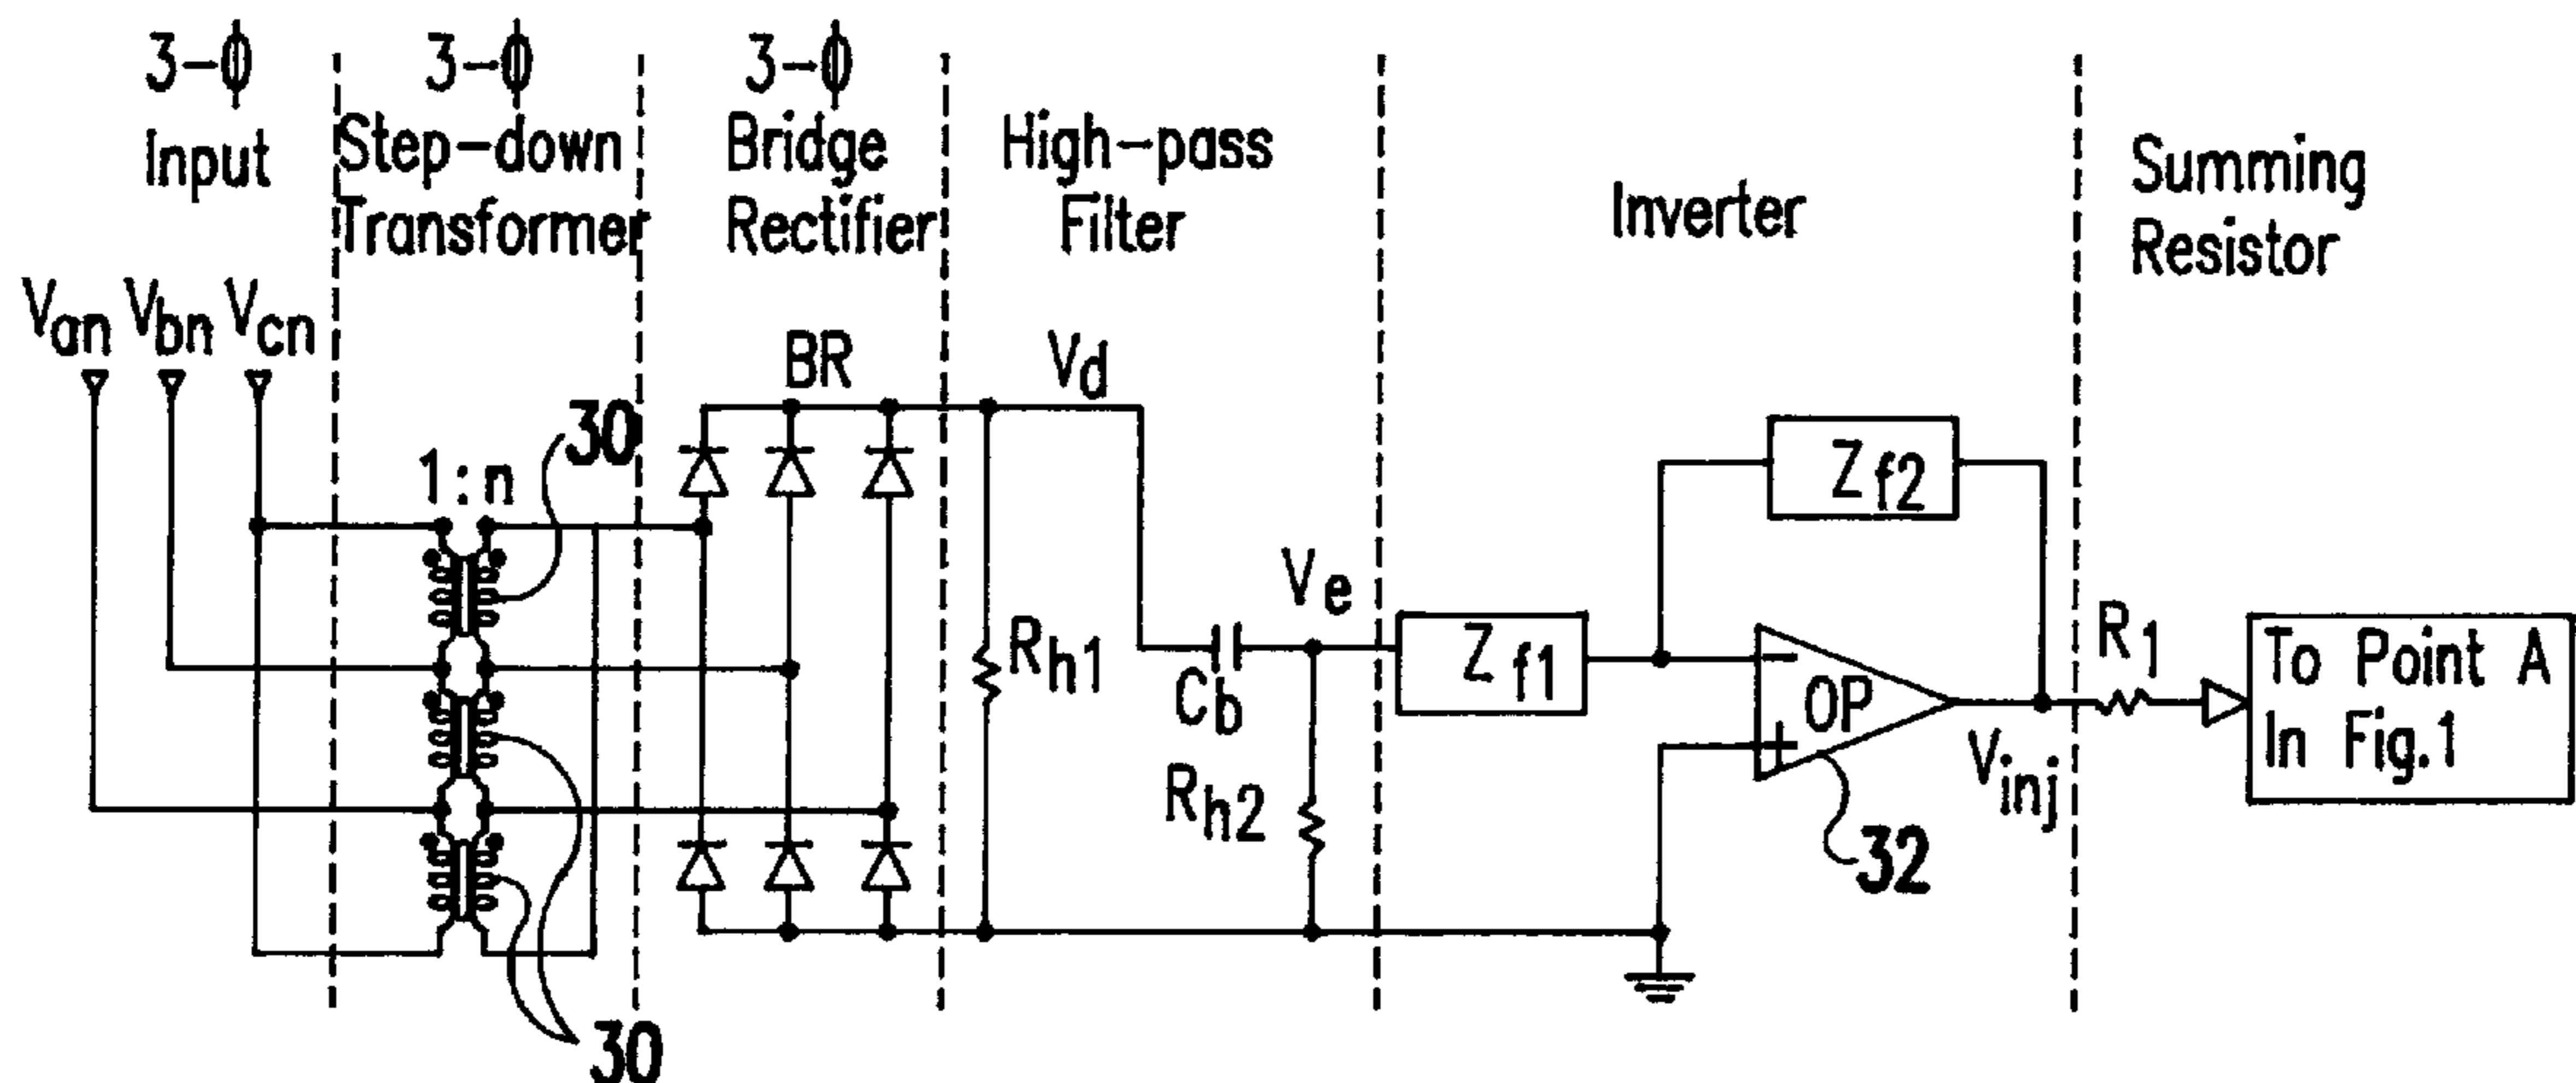 3-ϕ
Input
3-ϕ
Step-down
Transformer
3-ϕ
Bridge
Rectifier
High-pass
Filter
Inverter
Summing
Resistor
Van Vbn Vcn
1:n
30
BR
Vd
Rh1
Cb
Ve
Rh2
Zf1
Zf2
-
OP
+
32
Vinj
R1
To Point A
In Fig.1
30